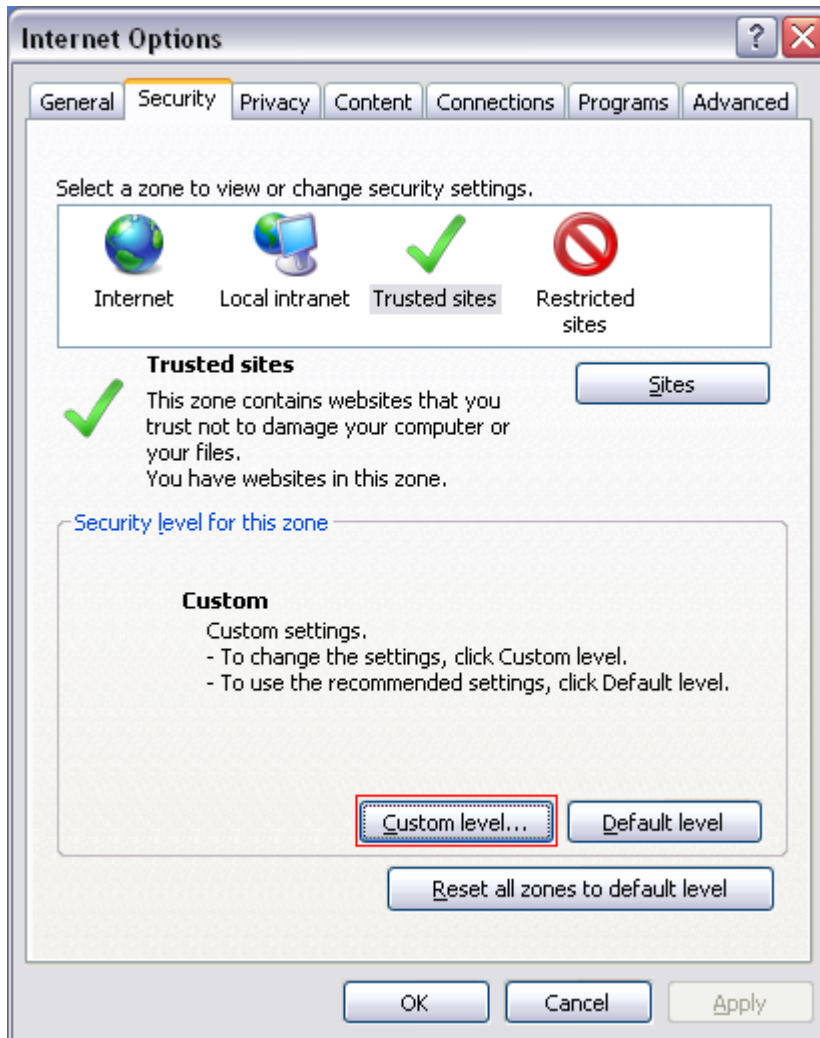 Internet Options
General Security Privacy Content Connections Programs Advanced
Select a zone to view or change security settings.
Internet Local intranet Trusted sites Restricted sites
Trusted sites
Sites
This zone contains websites that you
trust not to damage your computer or
your files.
You have websites in this zone.
Security level for this zone
Custom
Custom settings.
- To change the settings, click Custom level.
- To use the recommended settings, click Default level.
Custom level... Default level
Reset all zones to default level
OK Cancel Apply